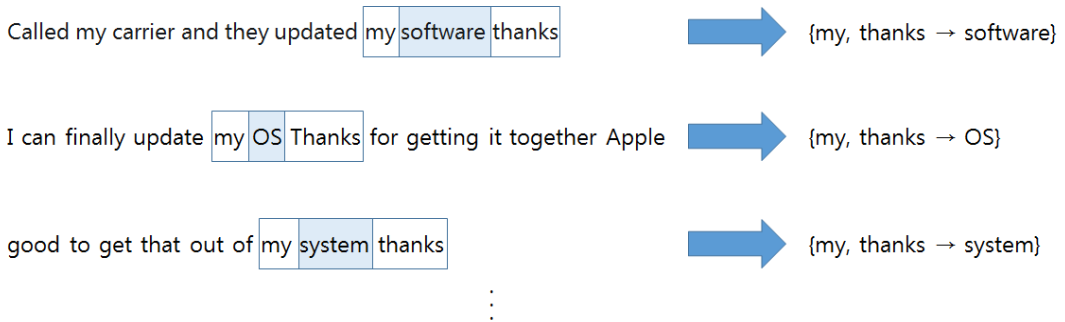 Called my carrier and they updated my software thanks {my, thanks → software}
I can finally update my OS Thanks for getting it together Apple {my, thanks → OS}
good to get that out of my system thanks {my, thanks → system}
⋮